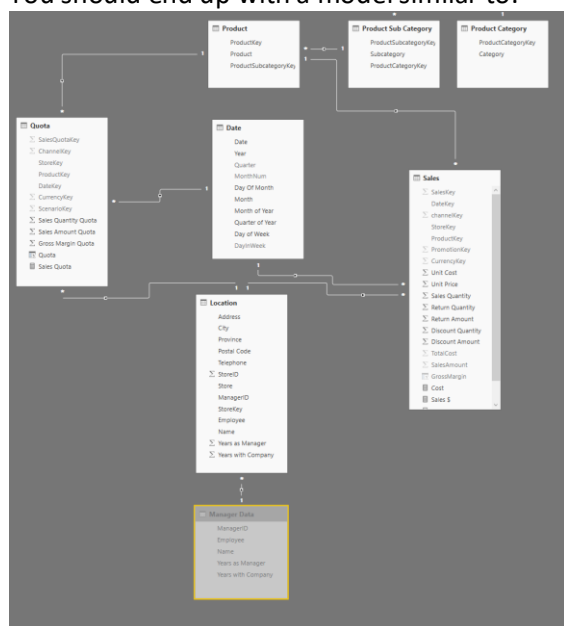 You should end up with a model similar to:
Product
ProductKey
Product
ProductSubcategoryKey
Product Sub Category
ProductSubcategoryKey
Subcategory
ProductCategoryKey
Product Category
ProductCategoryKey
Category
Quota
SalesQuotaKey
ChannelKey
StoreKey
ProductKey
DateKey
CurrencyKey
ScenarioKey
Sales Quantity Quota
Sales Amount Quota
Gross Margin Quota
Quota
Sales Quota
Date
Date
Year
Quarter
MonthNum
Day Of Month
Month
Month of Year
Quarter of Year
Day of Week
DayInWeek
Sales
SalesKey
DateKey
channelKey
StoreKey
ProductKey
PromotionKey
CurrencyKey
Unit Cost
Unit Price
Sales Quantity
Return Quantity
Return Amount
Discount Quantity
Discount Amount
TotalCost
SalesAmount
GrossMargin
Cost
Sales $
Location
Address
City
Province
Postal Code
Telephone
StoreID
Store
ManagerID
StoreKey
Employee
Name
Years as Manager
Years with Company
Manager Data
ManagerID
Employee
Name
Years as Manager
Years with Company